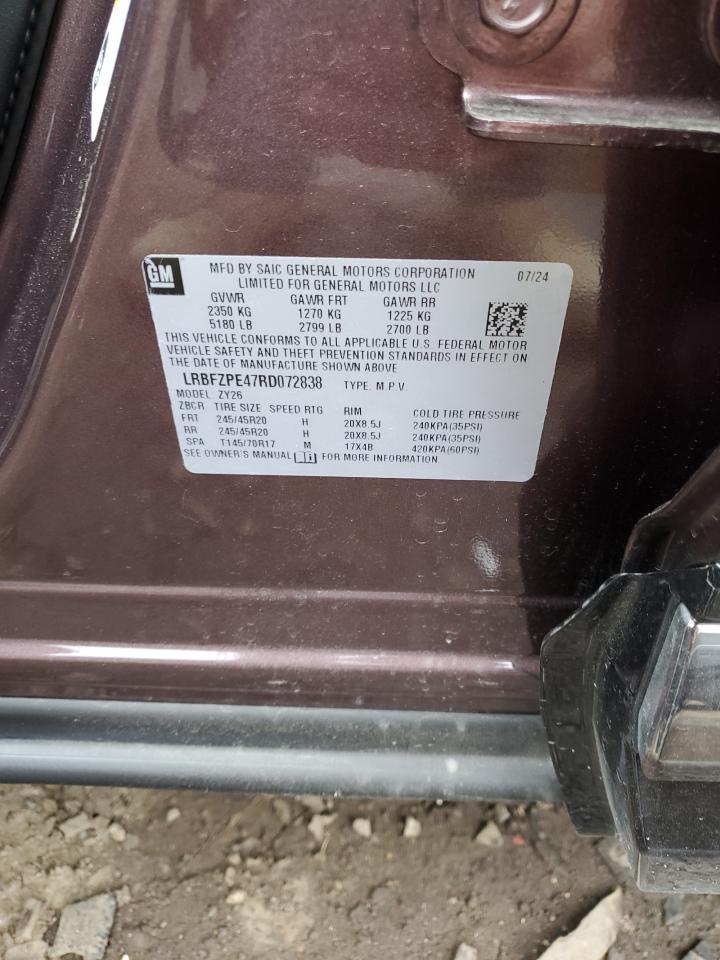 GM
MFD BY SAIC GENERAL MOTORS CORPORATION 07/24
LIMITED FOR GENERAL MOTORS LLC
GVWR GAWR FRT GAWR RR
2350 KG 1270 KG 1225 KG
5180 LB 2799 LB 2700 LB
THIS VEHICLE CONFORMS TO ALL APPLICABLE U.S. FEDERAL MOTOR
VEHICLE SAFETY AND THEFT PREVENTION STANDARDS IN EFFECT ON
THE DATE OF MANUFACTURE SHOWN ABOVE
LRBFZPE47RD072838 TYPE: M.P.V.
MODEL: ZY26
ZBCR TIRE SIZE SPEED RTG RIM COLD TIRE PRESSURE
FRT 245/45R20 H 20X8.5J 240KPA(35PSI)
RR 245/45R20 H 20X8.5J 240KPA(35PSI)
SPA T145/70R17 M 17X4B 420KPA(60PSI)
SEE OWNER'S MANUAL FOR MORE INFORMATION.